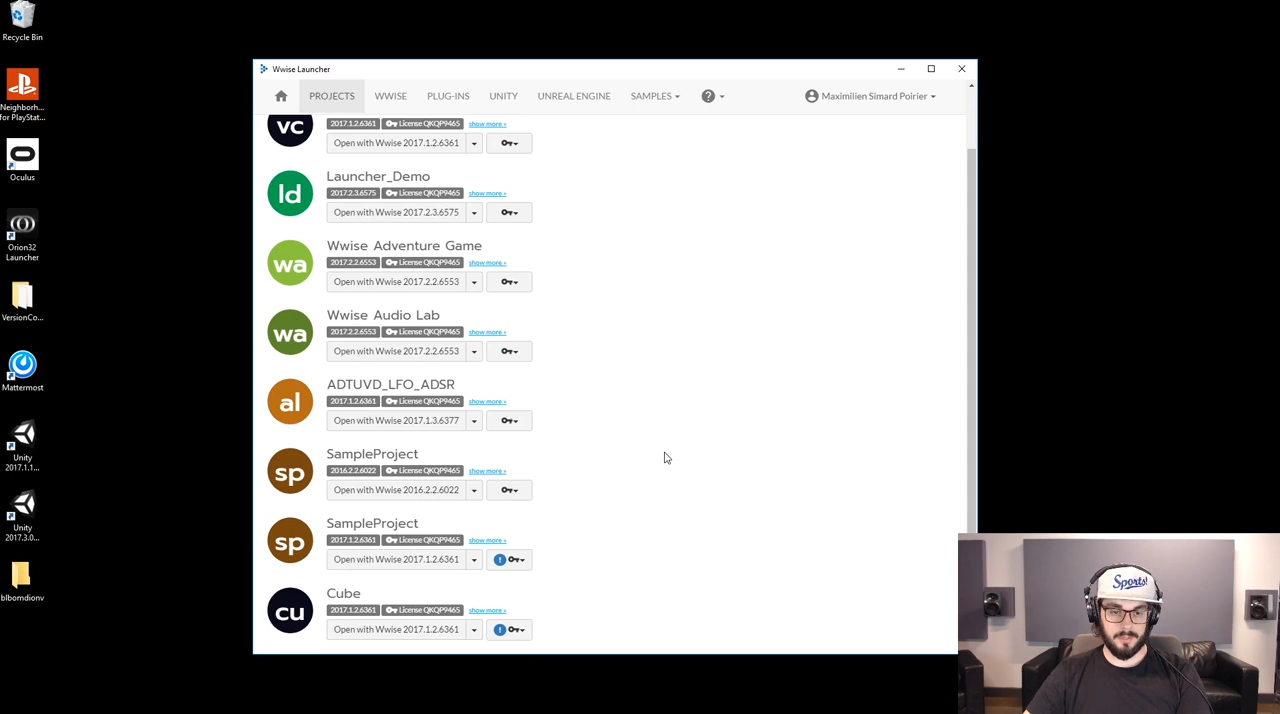 Recycle Bin
Neighborh...
for PlayStat...
Oculus
Orion32
Launcher
VersionCo...
Mattermost
Unity
2017.1.1...
Unity
2017.3.0...
blbomdionv
Wwise Launcher
PROJECTS WWISE PLUG-INS UNITY UNREAL ENGINE SAMPLES ? Maximilien Simard Poirier
vc
2017.1.2.6361 License QKQP9465 show more »
Open with Wwise 2017.1.2.6361
ld
Launcher_Demo
2017.2.3.6575 License QKQP9465 show more »
Open with Wwise 2017.2.3.6575
wa
Wwise Adventure Game
2017.2.2.6553 License QKQP9465 show more »
Open with Wwise 2017.2.2.6553
wa
Wwise Audio Lab
2017.2.2.6553 License QKQP9465 show more »
Open with Wwise 2017.2.2.6553
al
ADTUVD_LFO_ADSR
2017.1.2.6361 License QKQP9465 show more »
Open with Wwise 2017.1.3.6377
sp
SampleProject
2016.2.2.6022 License QKQP9465 show more »
Open with Wwise 2016.2.2.6022
sp
SampleProject
2017.1.2.6361 License QKQP9465 show more »
Open with Wwise 2017.1.2.6361 !
cu
Cube
2017.1.2.6361 License QKQP9465 show more »
Open with Wwise 2017.1.2.6361 !
Sports!